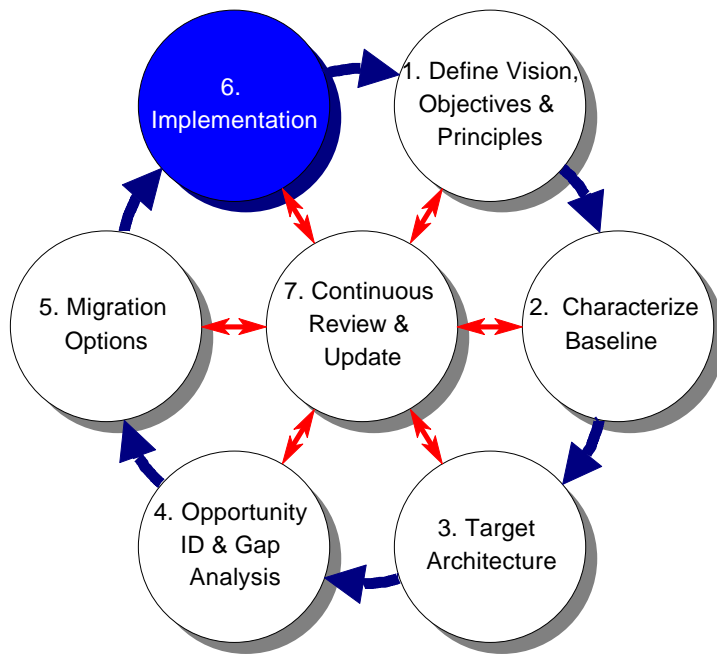 6.
Implementation
1. Define Vision,
Objectives &
Principles
5. Migration
Options
7. Continuous
Review &
Update
2. Characterize
Baseline
4. Opportunity
ID & Gap
Analysis
3. Target
Architecture